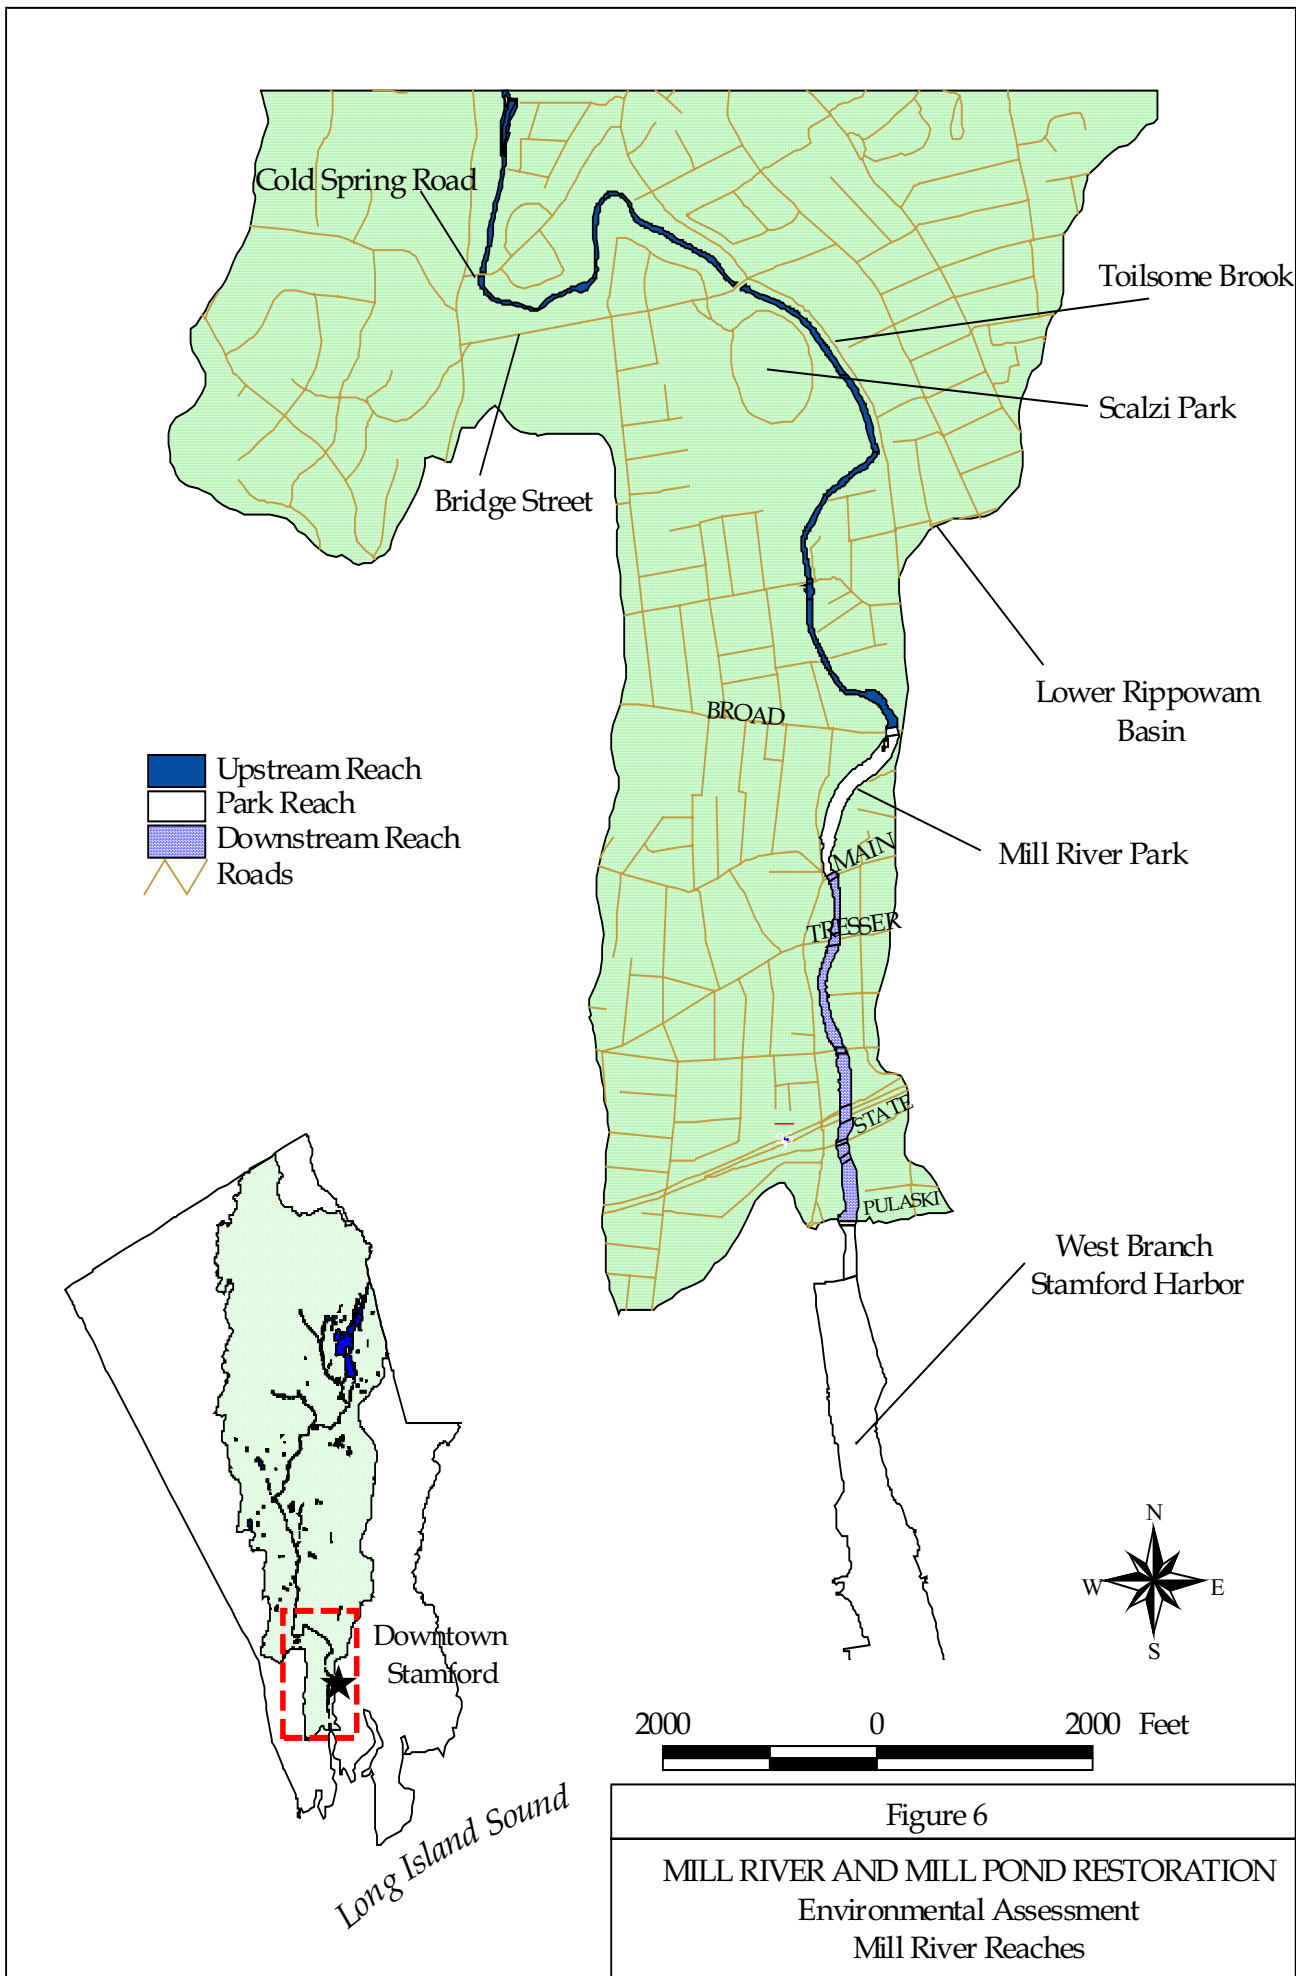 Cold Spring Road
Toilsome Brook
Scalzi Park
Bridge Street
Lower Rippowam
Basin
BROAD
Upstream Reach
Park Reach
Downstream Reach
Roads
MAIN
Mill River Park
TRESSER
STATE
PULASKI
West Branch
Stamford Harbor
N
W
E
S
Downtown
Stamford
2000 0 2000 Feet
Long Island Sound
Figure 6
MILL RIVER AND MILL POND RESTORATION
Environmental Assessment
Mill River Reaches